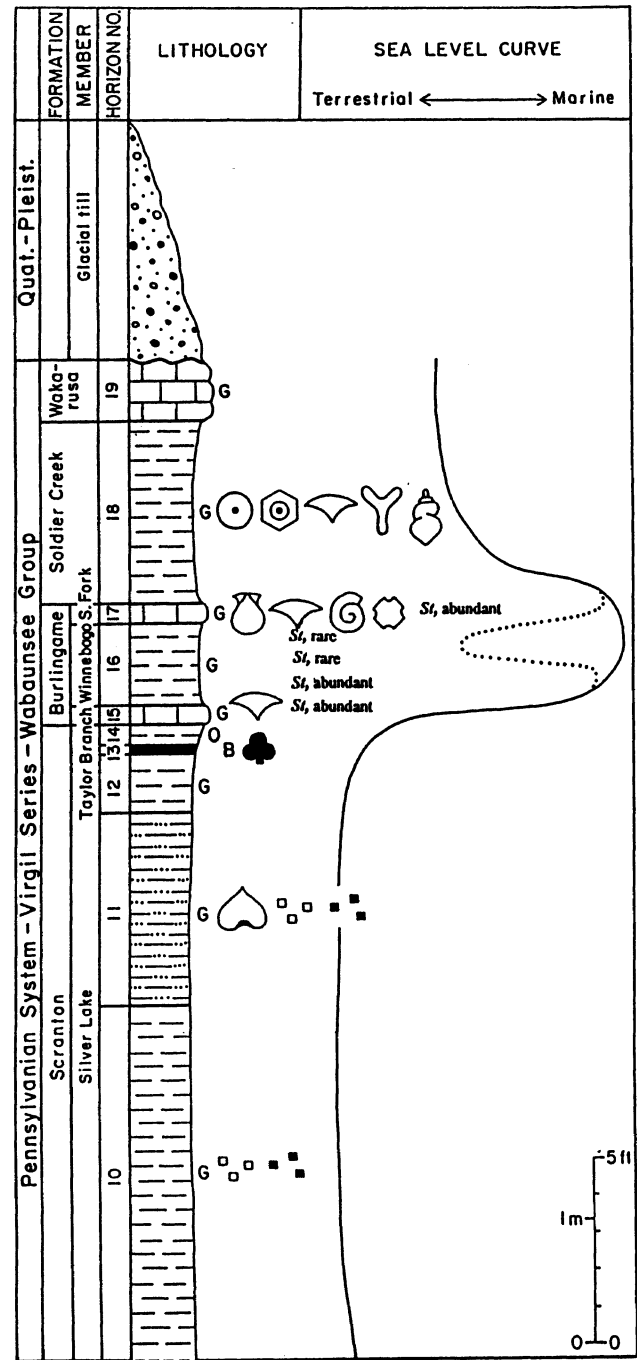 FORMATION
MEMBER
HORIZON NO.
LITHOLOGY
SEA LEVEL CURVE
Terrestrial
Marine
Quat.-Pleist.
Glacial till
Pennsylvanian System - Virgil Series - Wabaunsee Group
Waka-
rusa
19
G
Soldier Creek
18
G
Burlingame
S. Fork
17
G
St, abundant
St, rare
Winnebago
16
G
St, rare
St, abundant
15
G
St, abundant
Taylor Branch
14
O
13
B
12
G
Scranton
Silver Lake
11
G
10
G
5ft
1m
0
0